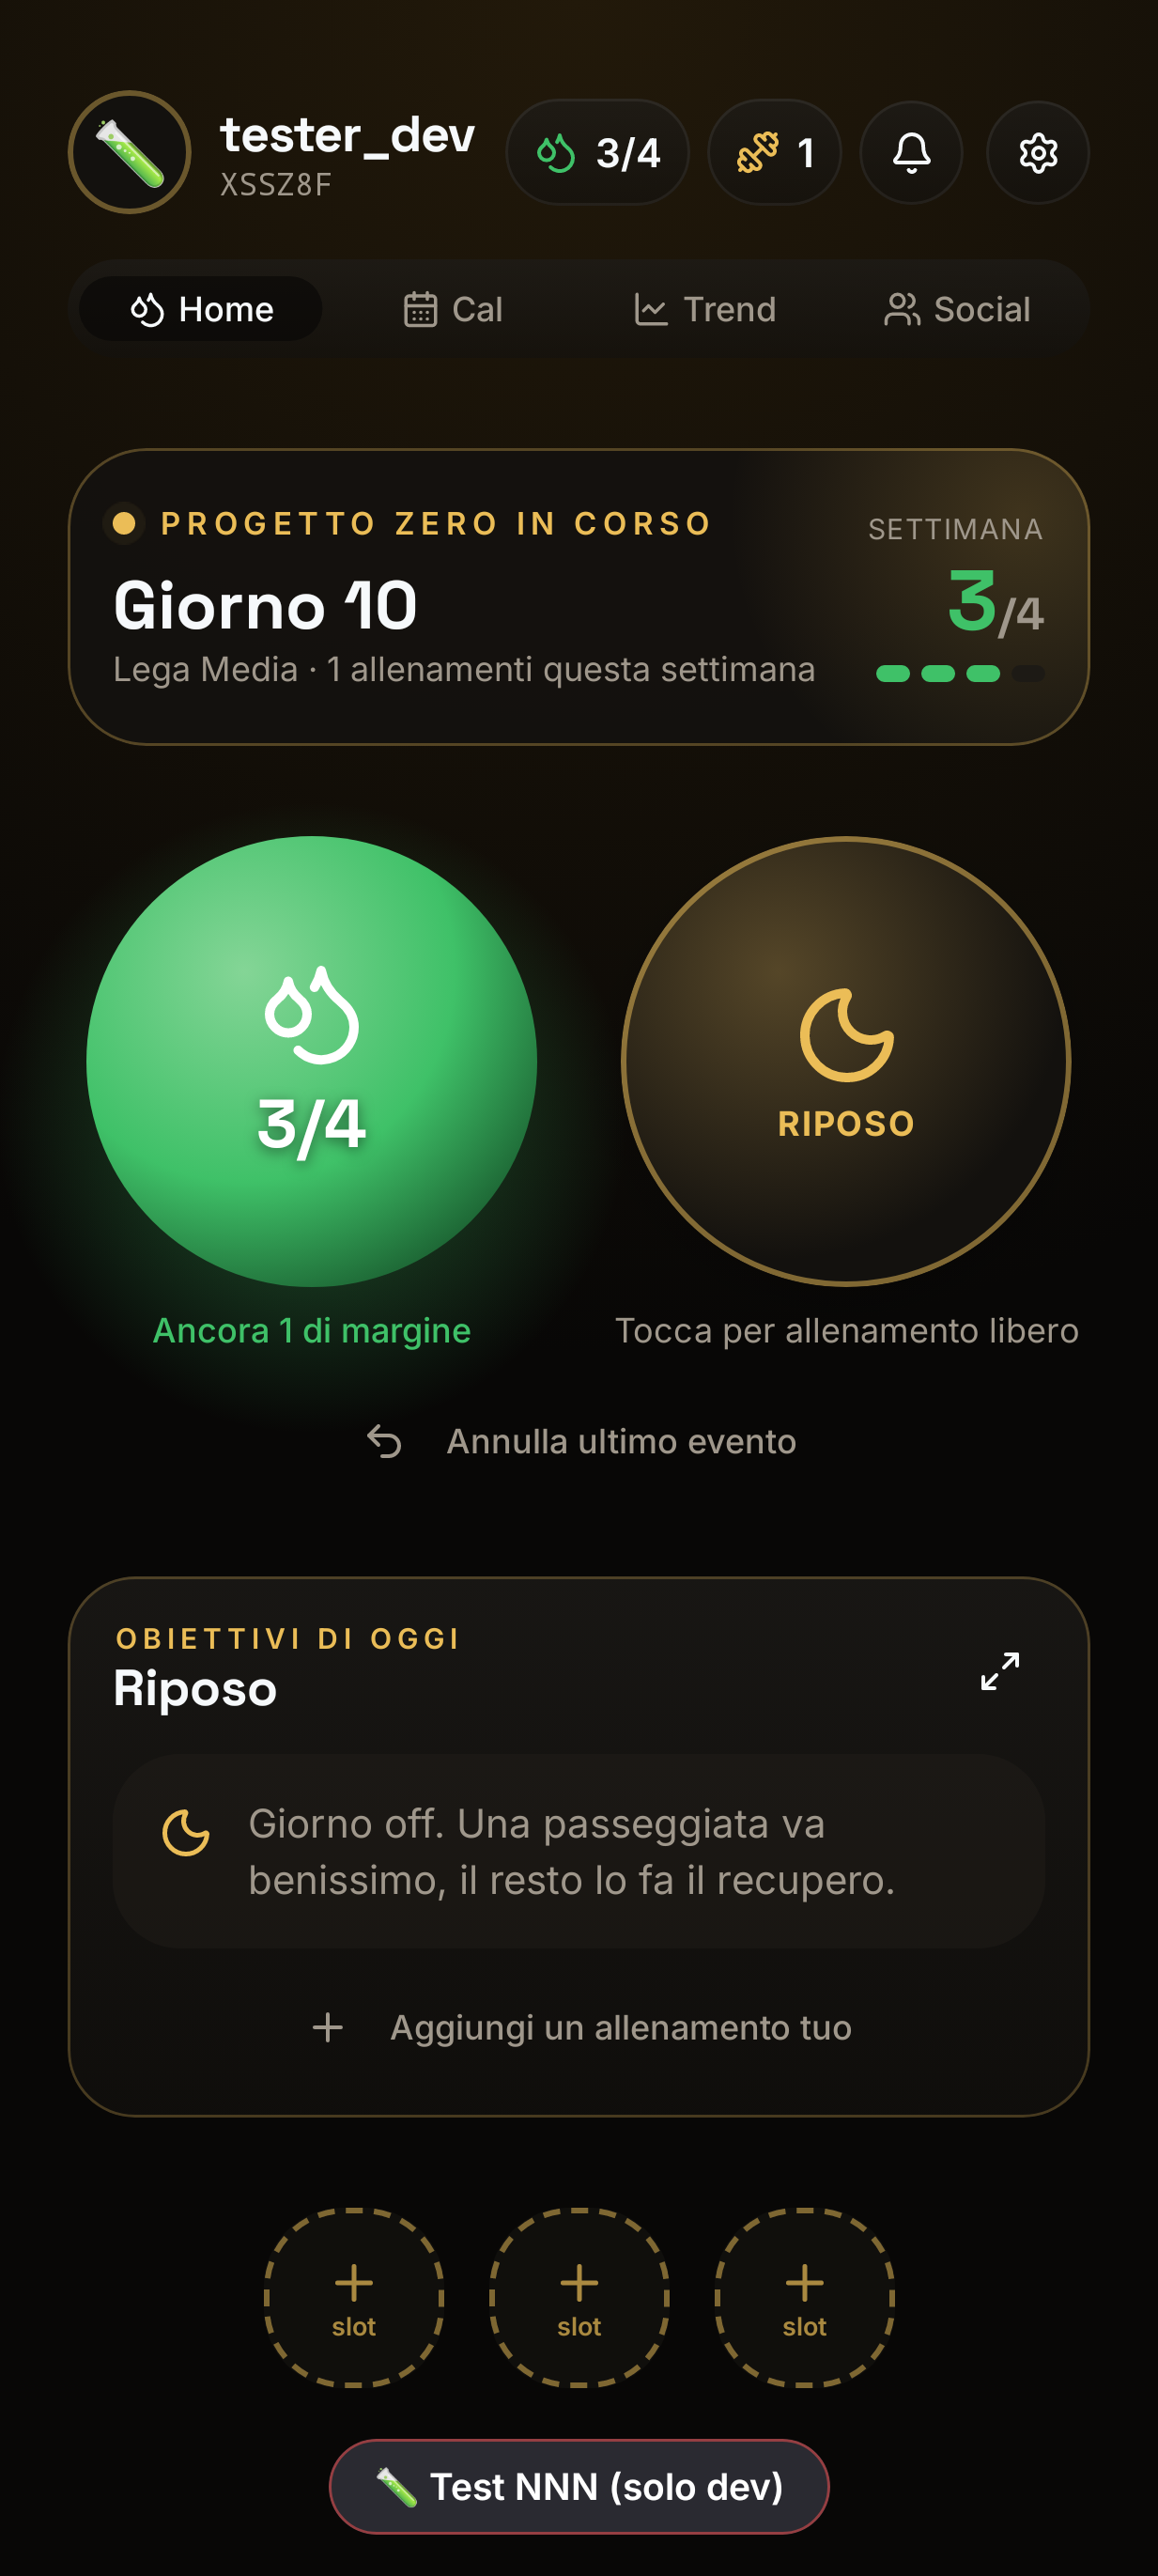 tester_dev
XSSZ8F
3/4
1
Home
Cal
Trend
Social
PROGETTO ZERO IN CORSO
Giorno 10
Lega Media · 1 allenamenti questa settimana
SETTIMANA
3/4
3/4
Ancora 1 di margine
RIPOSO
Tocca per allenamento libero
Annulla ultimo evento
OBIETTIVI DI OGGI
Riposo
Giorno off. Una passeggiata va
benissimo, il resto lo fa il recupero.
Aggiungi un allenamento tuo
slot
slot
slot
Test NNN (solo dev)